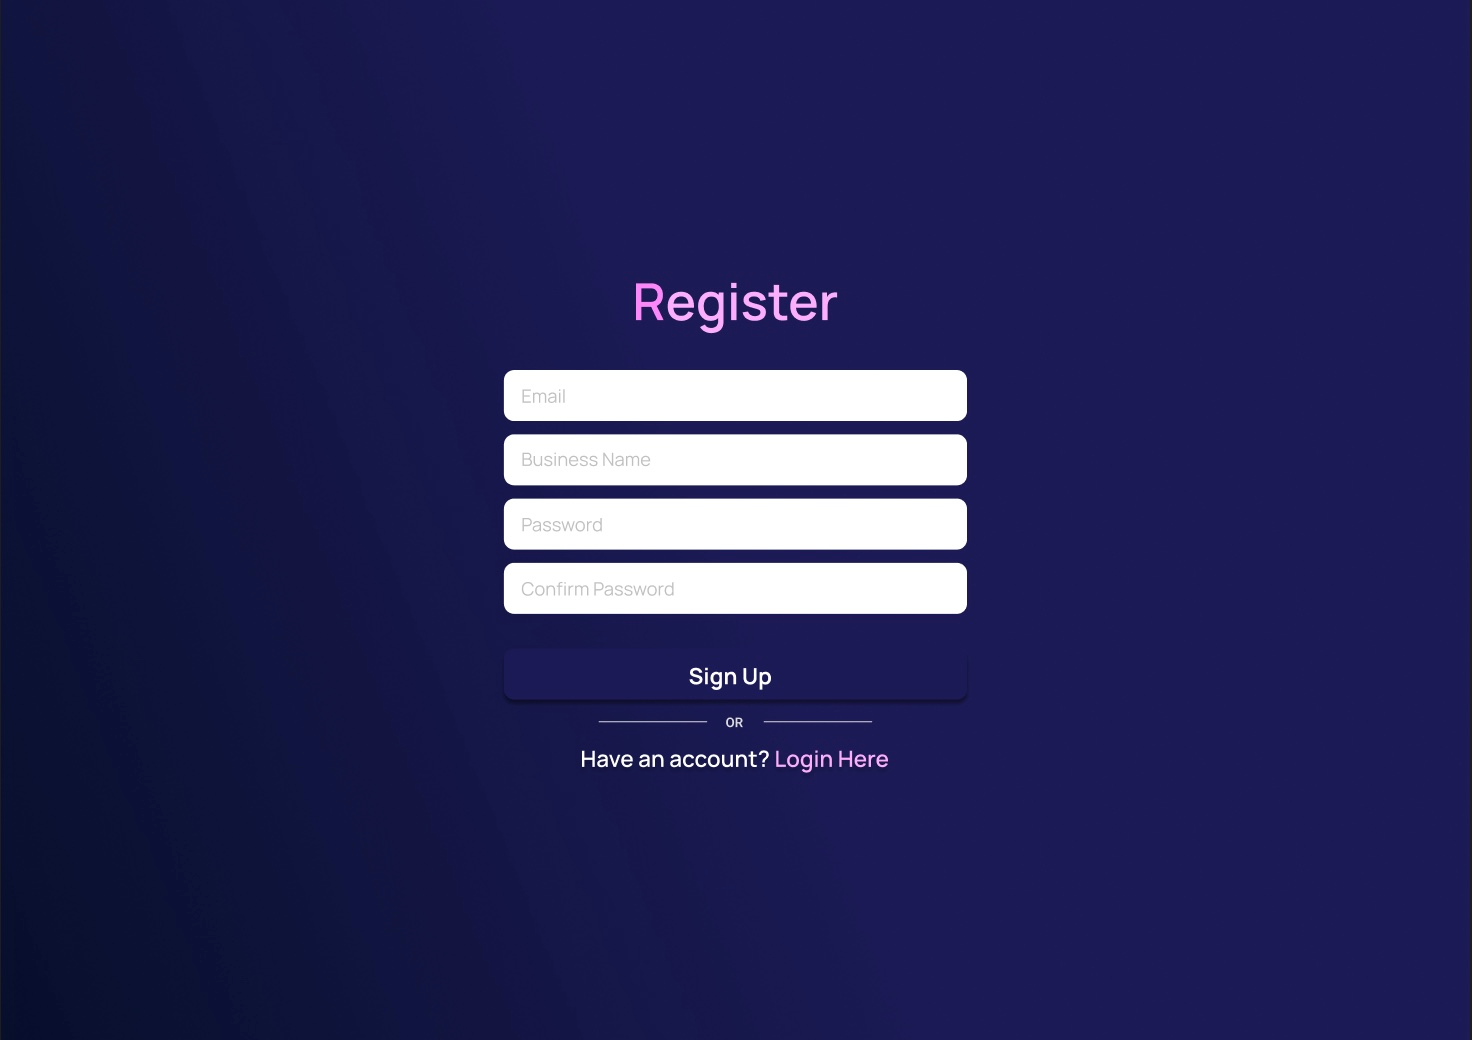 Register
Email
Business Name
Password
Confirm Password
Sign Up
OR
Have an account? Login Here